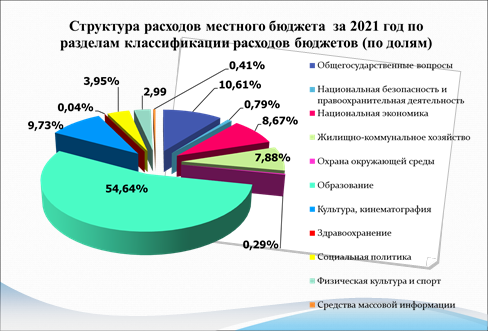 Структура расходов местного бюджета за 2021 год по
разделам классификации расходов бюджетов (по долям)
0,41%
10,61%
0,79%
8,67%
7,88%
0,29%
54,64%
9,73%
0,04%
3,95%
2,99
Общегосударственные вопросы
Национальная безопасность и
правоохранительная деятельность
Национальная экономика
Жилищно-коммунальное хозяйство
Охрана окружающей среды
Образование
Культура, кинематография
Здравоохранение
Социальная политика
Физическая культура и спорт
Средства массовой информации